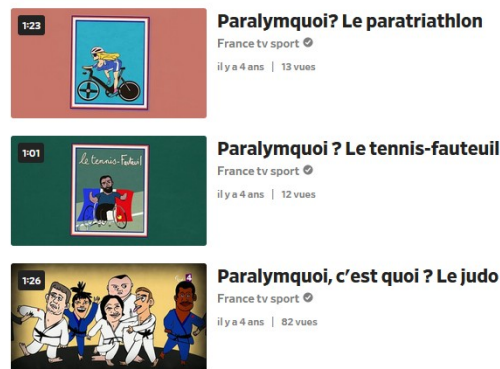 1:23
Paralymquoi? Le paratriathlon
France tv sport
il y a 4 ans | 13 vues
1:01
le tennis-fauteuil
Paralymquoi ? Le tennis-fauteuil
France tv sport
il y a 4 ans | 12 vues
1:26
Paralymquoi, c’est quoi ? Le judo
France tv sport
il y a 4 ans | 82 vues